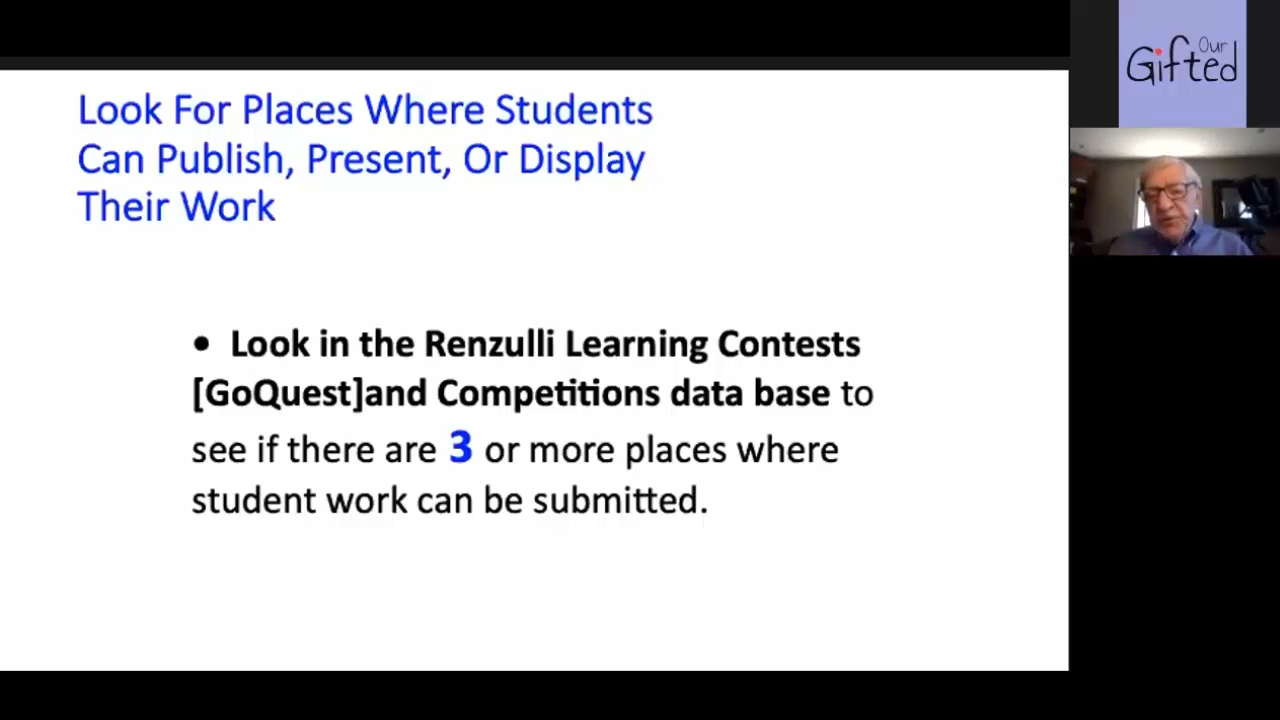 Look For Places Where Students
Can Publish, Present, Or Display
Their Work
• Look in the Renzulli Learning Contests
[GoQuest]and Competitions data base to
see if there are 3 or more places where
student work can be submitted.
Our
Gifted